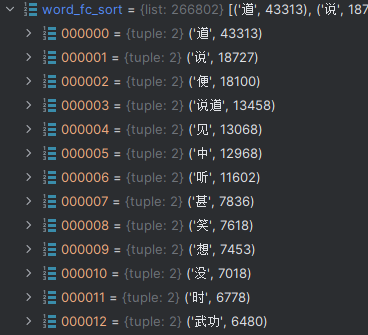 word_fc_sort = {list: 266802} [('道', 43313), ('说', 187
000000 = {tuple: 2} ('道', 43313)
000001 = {tuple: 2} ('说', 18727)
000002 = {tuple: 2} ('便', 18100)
000003 = {tuple: 2} ('说道', 13458)
000004 = {tuple: 2} ('见', 13068)
000005 = {tuple: 2} ('中', 12968)
000006 = {tuple: 2} ('听', 11602)
000007 = {tuple: 2} ('甚', 7836)
000008 = {tuple: 2} ('笑', 7618)
000009 = {tuple: 2} ('想', 7453)
000010 = {tuple: 2} ('没', 7018)
000011 = {tuple: 2} ('时', 6778)
000012 = {tuple: 2} ('武功', 6480)